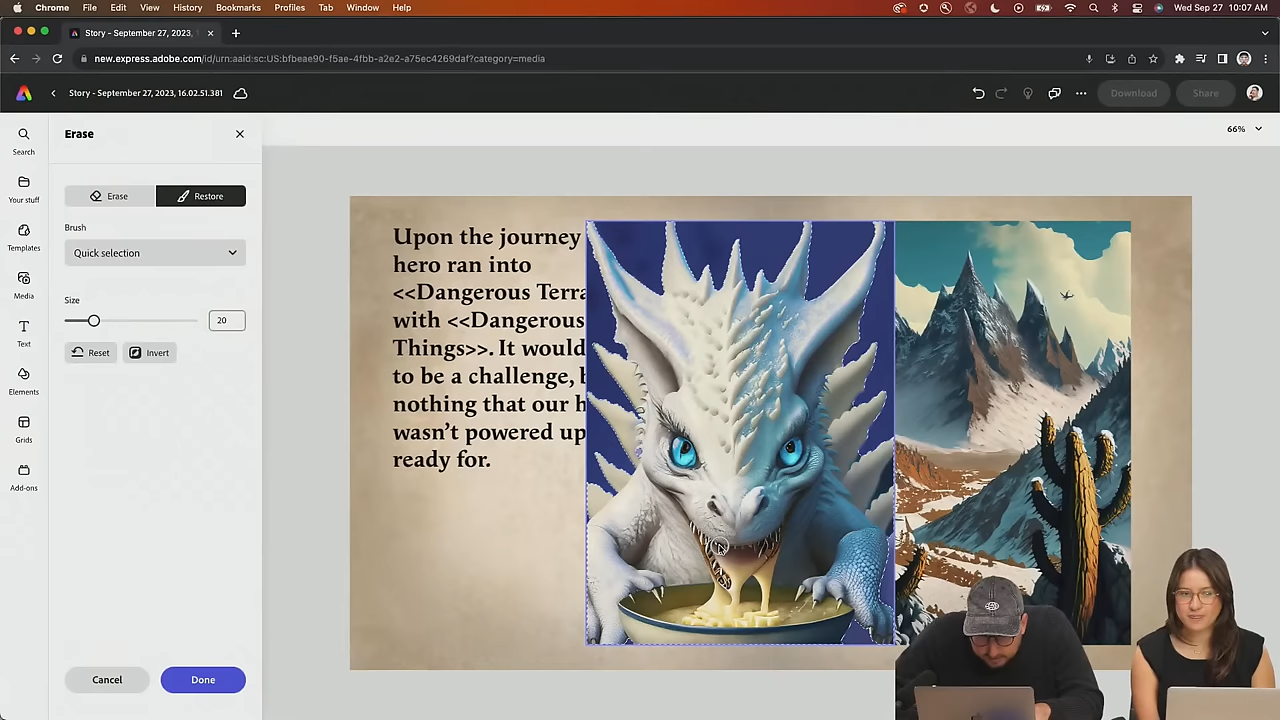 Chrome File Edit View History Bookmarks Profiles Tab Window Help Wed Sep 27 10:07 AM
Story - September 27, 2023,
new.express.adobe.com/id/urn:aaid:sc:US:bfbeae90-f5ae-4fbb-a2e2-a75ec4269daf?category=media
Story - September 27, 2023, 16.02.51.381 Download Share
Search
Your stuff
Templates
Media
Text
Elements
Grids
Add-ons
Erase
Erase Restore
Brush
Quick selection
Size
20
Reset Invert
Cancel Done
66%
Upon the journey
hero ran into
<<Dangerous Terra
with <<Dangerous
Things>>. It would
to be a challenge, b
nothing that our h
wasn’t powered up
ready for.